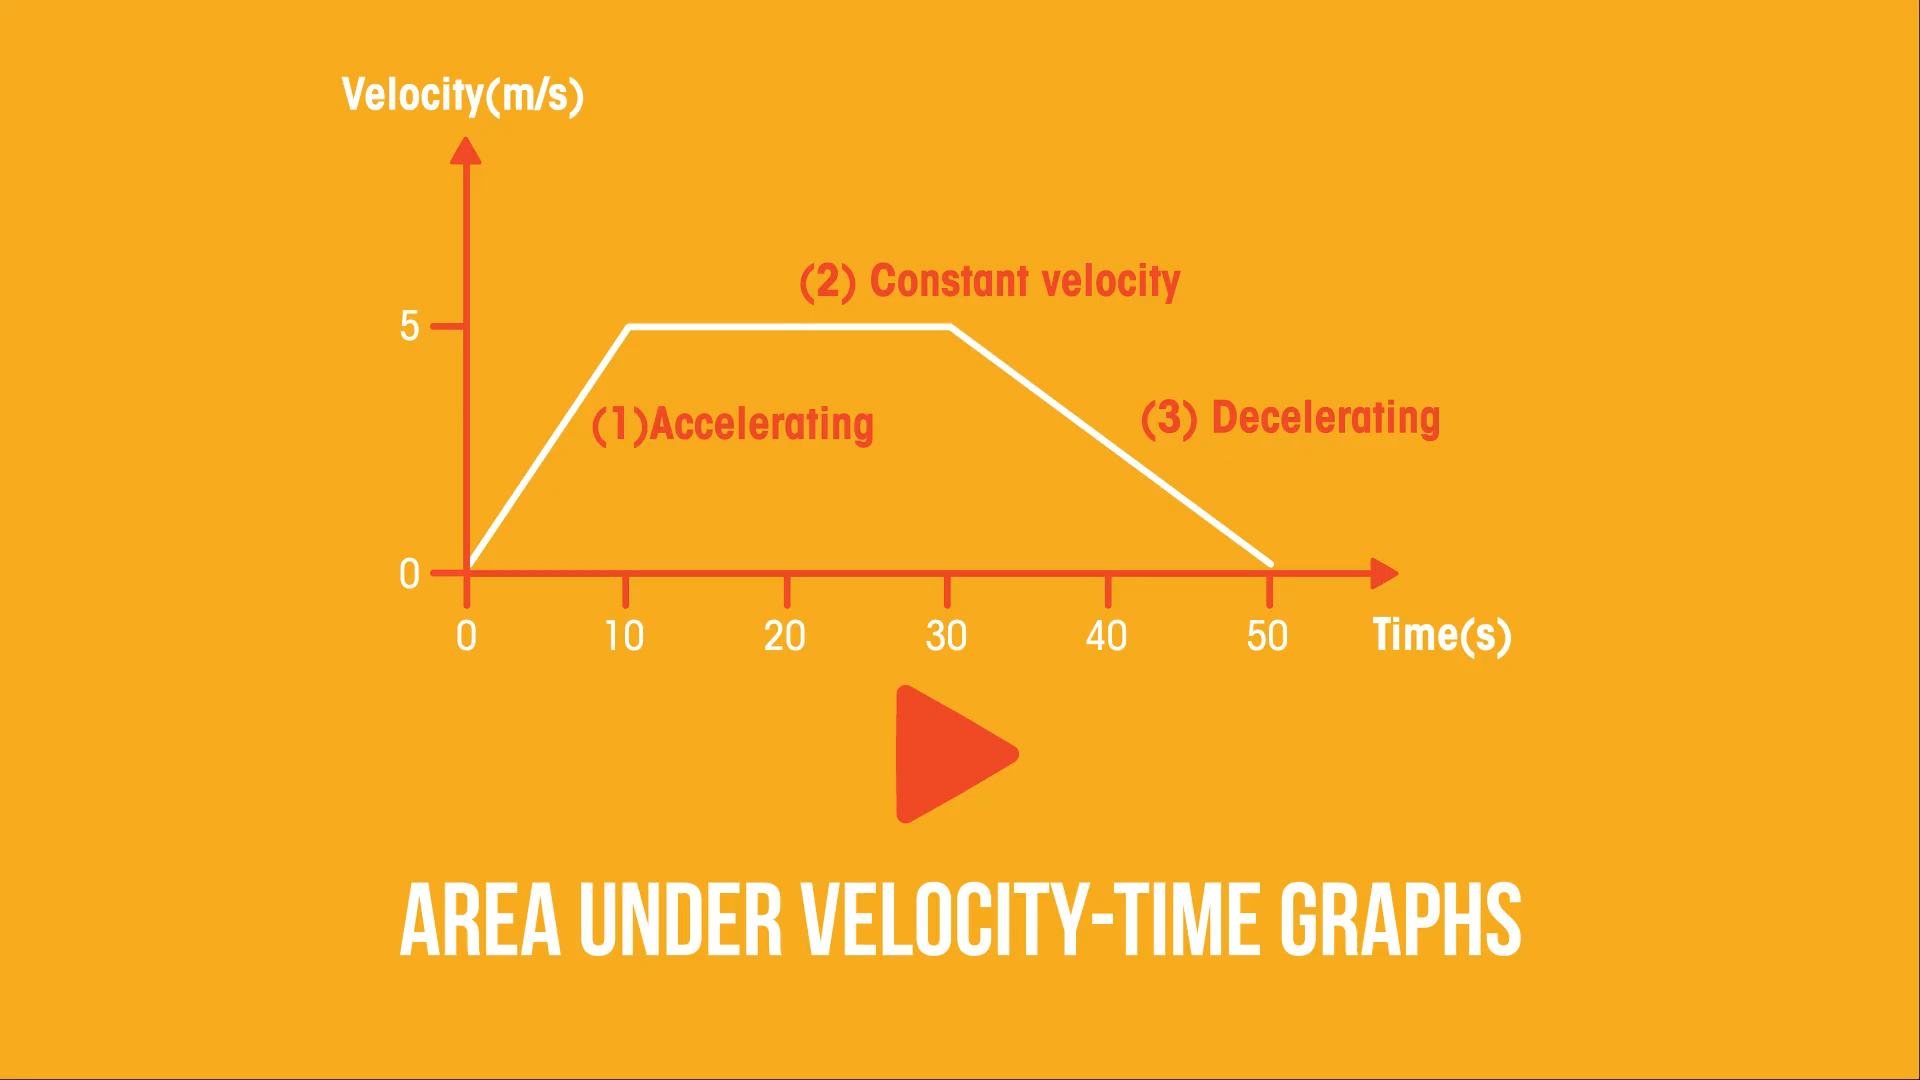 Velocity(m/s)
(2) Constant velocity
5
(1)Accelerating
(3) Decelerating
0
0 10 20 30 40 50 Time(s)
AREA UNDER VELOCITY-TIME GRAPHS